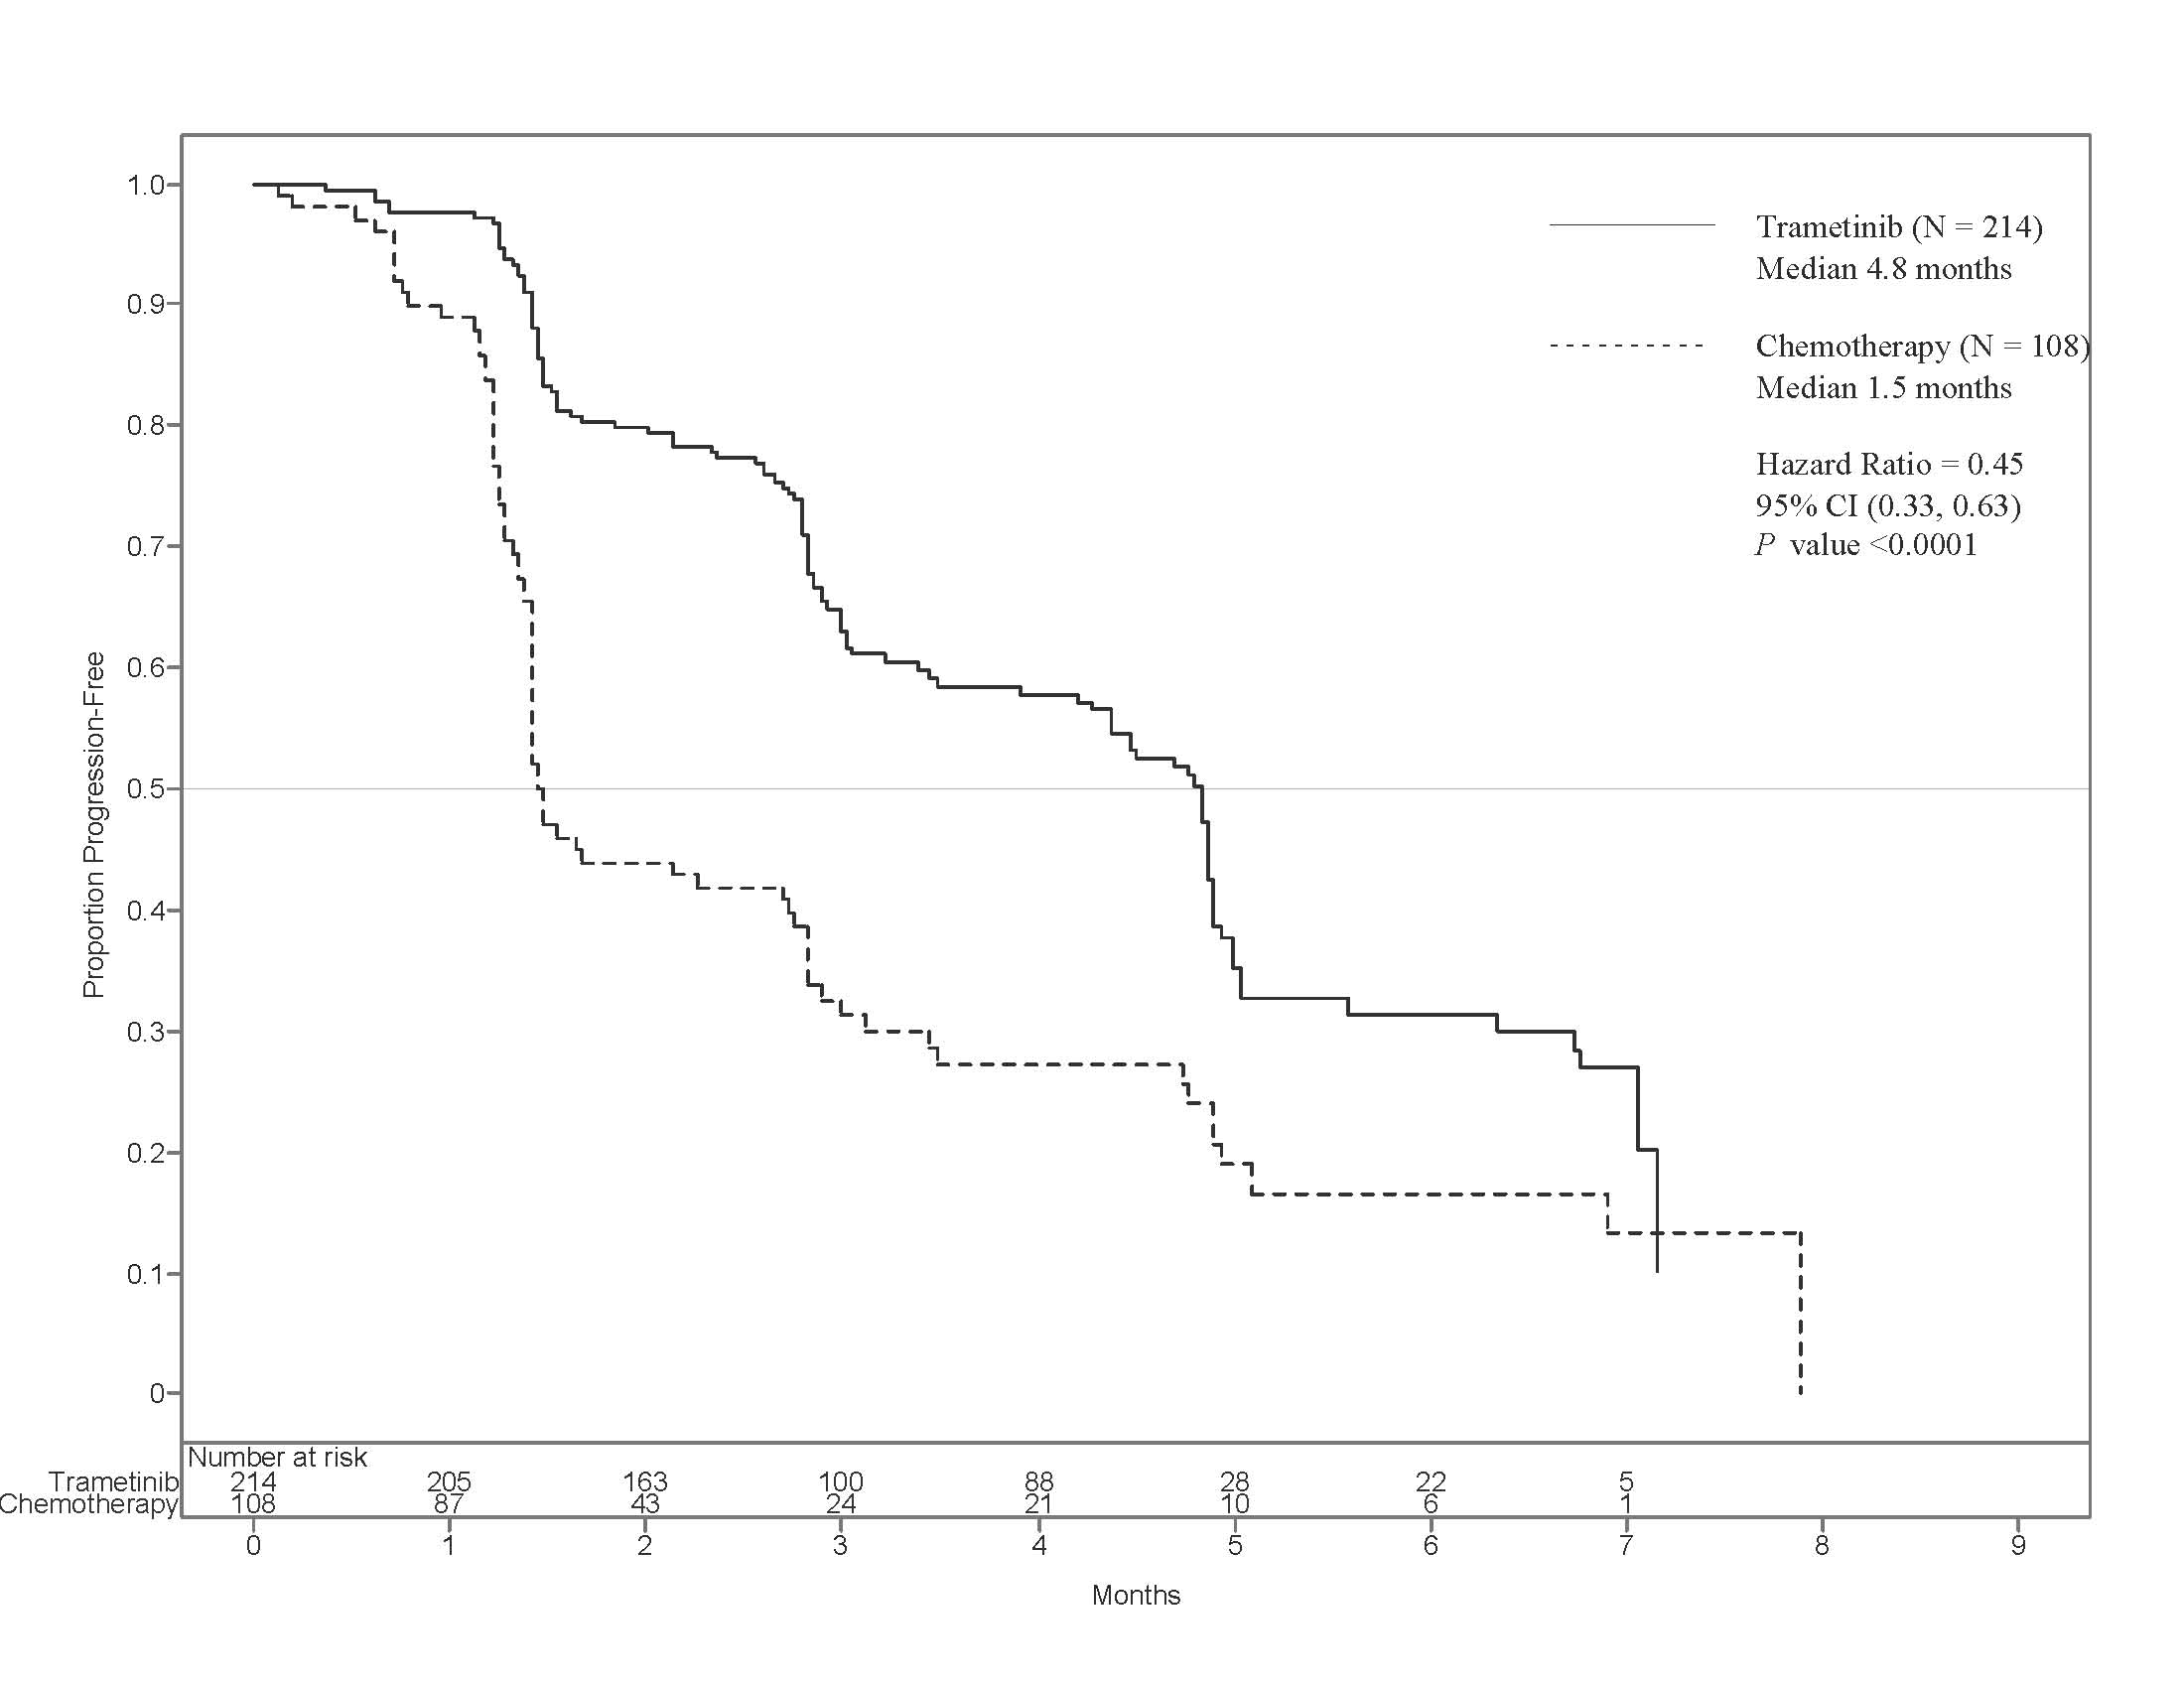 Trametinib (N = 214)
Median 4.8 months
Chemotherapy (N = 108)
Median 1.5 months
Hazard Ratio = 0.45
95% CI (0.33, 0.63)
P value <0.0001
Proportion Progression-Free
1.0
0.9
0.8
0.7
0.6
0.5
0.4
0.3
0.2
0.1
0
Number at risk
Trametinib 214 205 163 100 88 28 22 5
Chemotherapy 108 87 43 24 21 10 6 1
0 1 2 3 4 5 6 7 8 9
Months